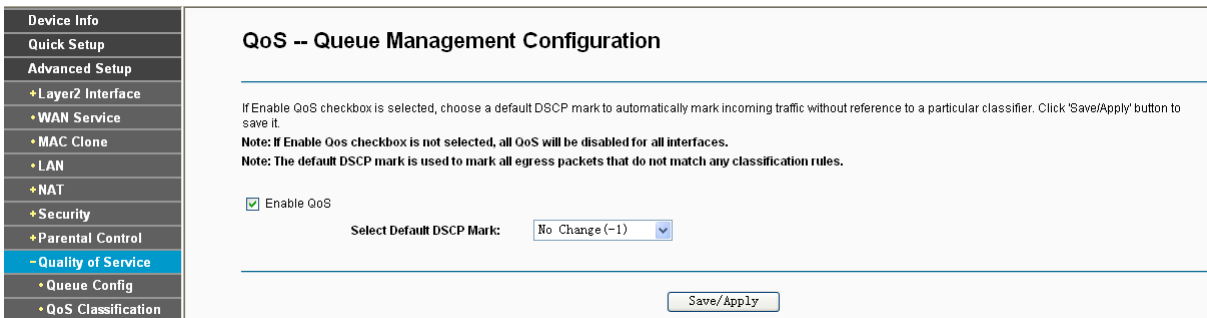 Device Info
Quick Setup
Advanced Setup
+Layer2 Interface
•WAN Service
•MAC Clone
•LAN
+NAT
+Security
+Parental Control
-Quality of Service
•Queue Config
•QoS Classification
QoS -- Queue Management Configuration
If Enable QoS checkbox is selected, choose a default DSCP mark to automatically mark incoming traffic without reference to a particular classifier. Click 'Save/Apply' button to
save it.
Note: If Enable Qos checkbox is not selected, all QoS will be disabled for all interfaces.
Note: The default DSCP mark is used to mark all egress packets that do not match any classification rules.
Enable QoS
Select Default DSCP Mark: No Change(-1)
Save/Apply